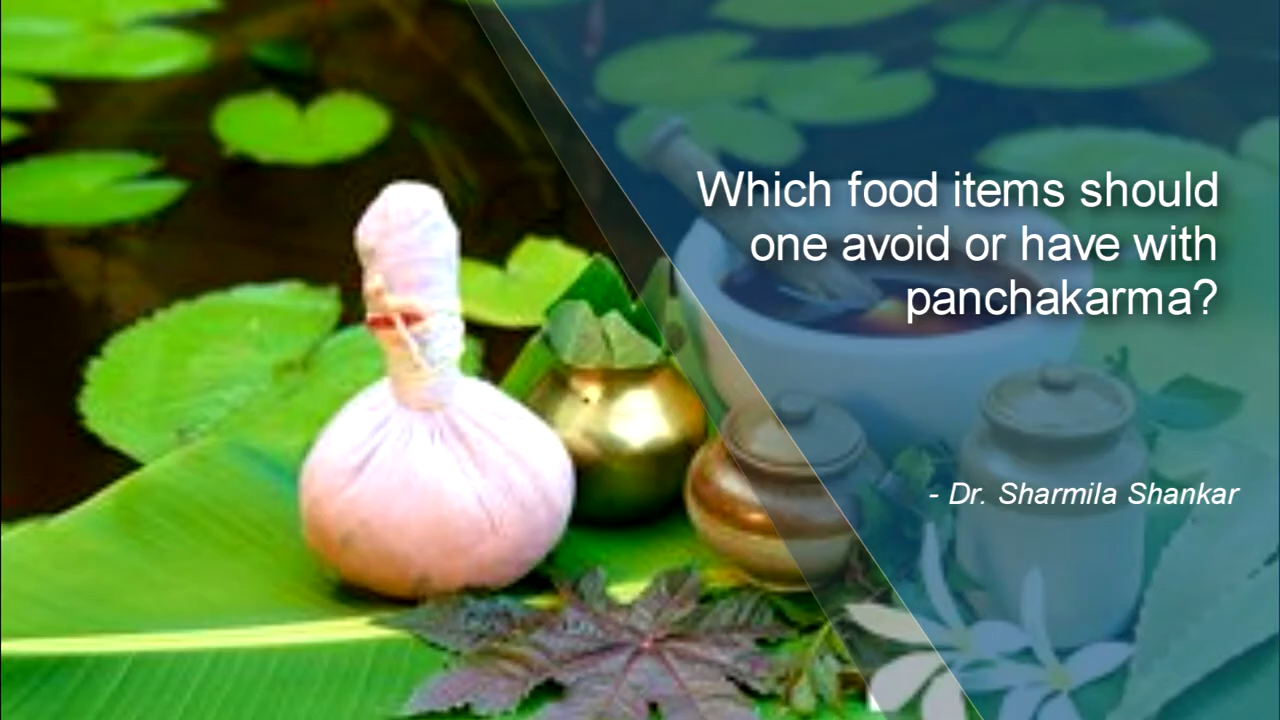 Which food items should
one avoid or have with
panchakarma?
- Dr. Sharmila Shankar